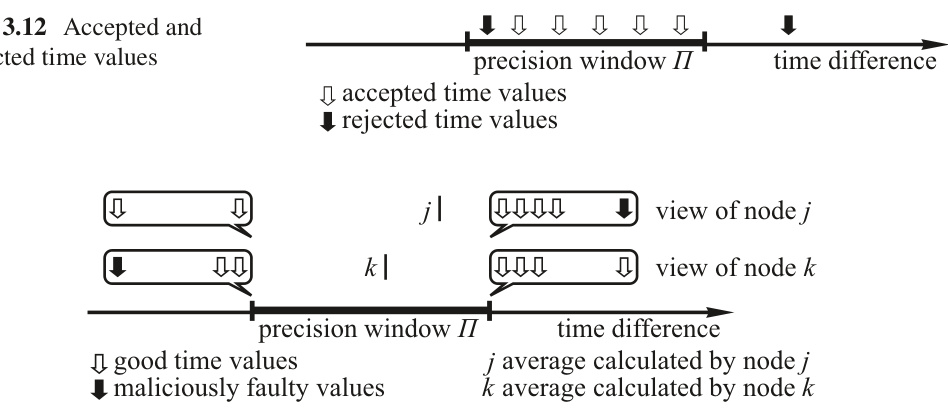 3.12 Accepted and
cted time values
precision window Π
time difference
accepted time values
rejected time values
j
view of node j
k
view of node k
precision window Π
time difference
good time values
j average calculated by node j
maliciously faulty values
k average calculated by node k